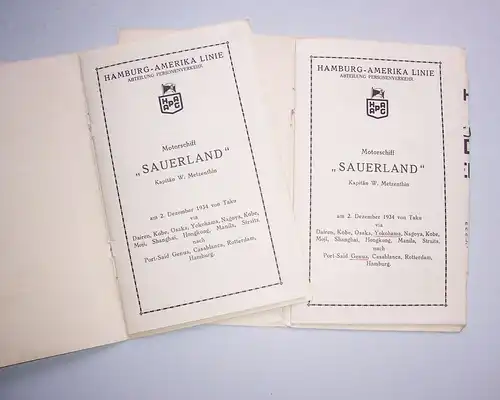 HAMBURG-AMERIKA LINIE
ABTEILUNG PERSONENVERKEHR
HAPAG
Motorschiff
„SAUERLAND"
Kapitän W. Metzenthin
am 2. Dezember 1934 von Taku
via
Dairen, Kobe, Osaka, Yokohama, Nagoya, Kobe,
Moji, Shanghai, Hongkong, Manila, Straits
nach
Port-Said Genua, Casablanca, Rotterdam,
Hamburg.
HAMBURG-AMERIKA LINIE
ABTEILUNG PERSONENVERKEHR
HAPAG
Motorschiff
„SAUERLAND"
Kapitän W. Metzenthin
am 2. Dezember 1934 von Taku
via
Dairen, Kobe, Osaka, Yokohama, Nagoya, Kobe,
Moji, Shanghai, Hongkong, Manila, Straits
nach
Port-Said Genua, Casablanca, Rotterdam,
Hamburg.